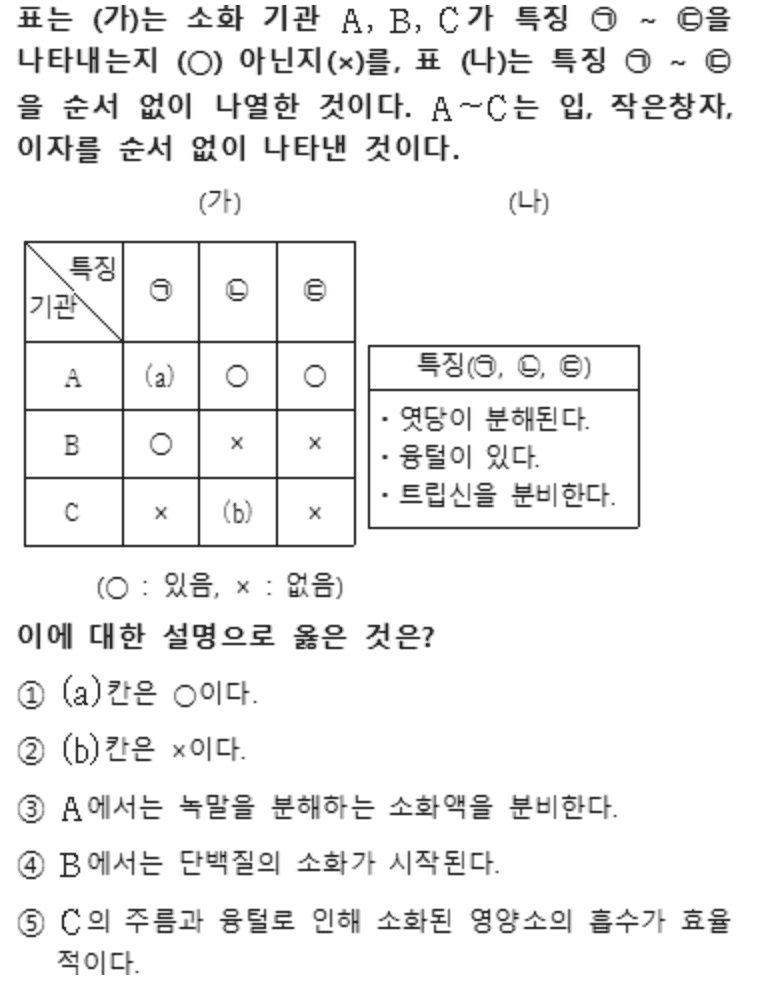 표는 (가)는 소화 기관 A, B, C가 특징 ㉠ ~ ㉢을
나타내는지 (○) 아닌지(×)를, 표 (나)는 특징 ㉠ ~ ㉢
을 순서 없이 나열한 것이다. A~C는 입, 작은창자,
이자를 순서 없이 나타낸 것이다.
(가) (나)
특징 ㉠ ㉡ ㉢
기관
A (a) ○ ○
B ○ × ×
C × (b) ×
특징(㉠, ㉡, ㉢)
· 엿당이 분해된다.
· 융털이 있다.
· 트립신을 분비한다.
(○ : 있음, × : 없음)
이에 대한 설명으로 옳은 것은?
① (a)칸은 ○이다.
② (b)칸은 ×이다.
③ A에서는 녹말을 분해하는 소화액을 분비한다.
④ B에서는 단백질의 소화가 시작된다.
⑤ C의 주름과 융털로 인해 소화된 영양소의 흡수가 효율
적이다.